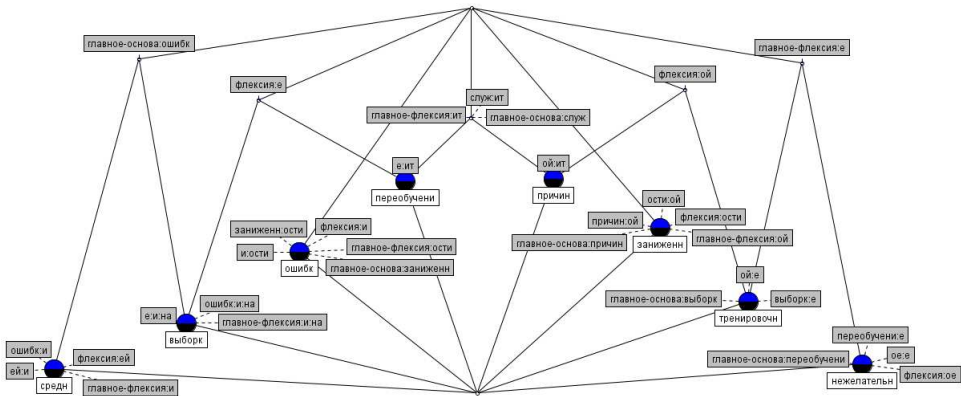 главное-основа:ошибк
главное-флексия:е
флексия:е
флексия:ой
служ:ит
главное-флексия:ит
главное-основа:служ
е:ит
ой:ит
переобучени
причин
ости:ой
причин:ой
флексия:ости
заниженн:ости
флексия:и
главное-основа:причин
главное-флексия:ой
заниженн
и:ости
главное-флексия:ости
ошибк
главное-основа:заниженн
ой:е
главное-основа:выборк
выборк:е
ошибк:и:на
е:и:на
главное-флексия:и:на
тренировочн
выборк
переобучени:е
ошибк:и
флексия:ей
главное-основа:переобучени
ое:е
ей:и
флексия:ое
средн
главное-флексия:и
нежелательн